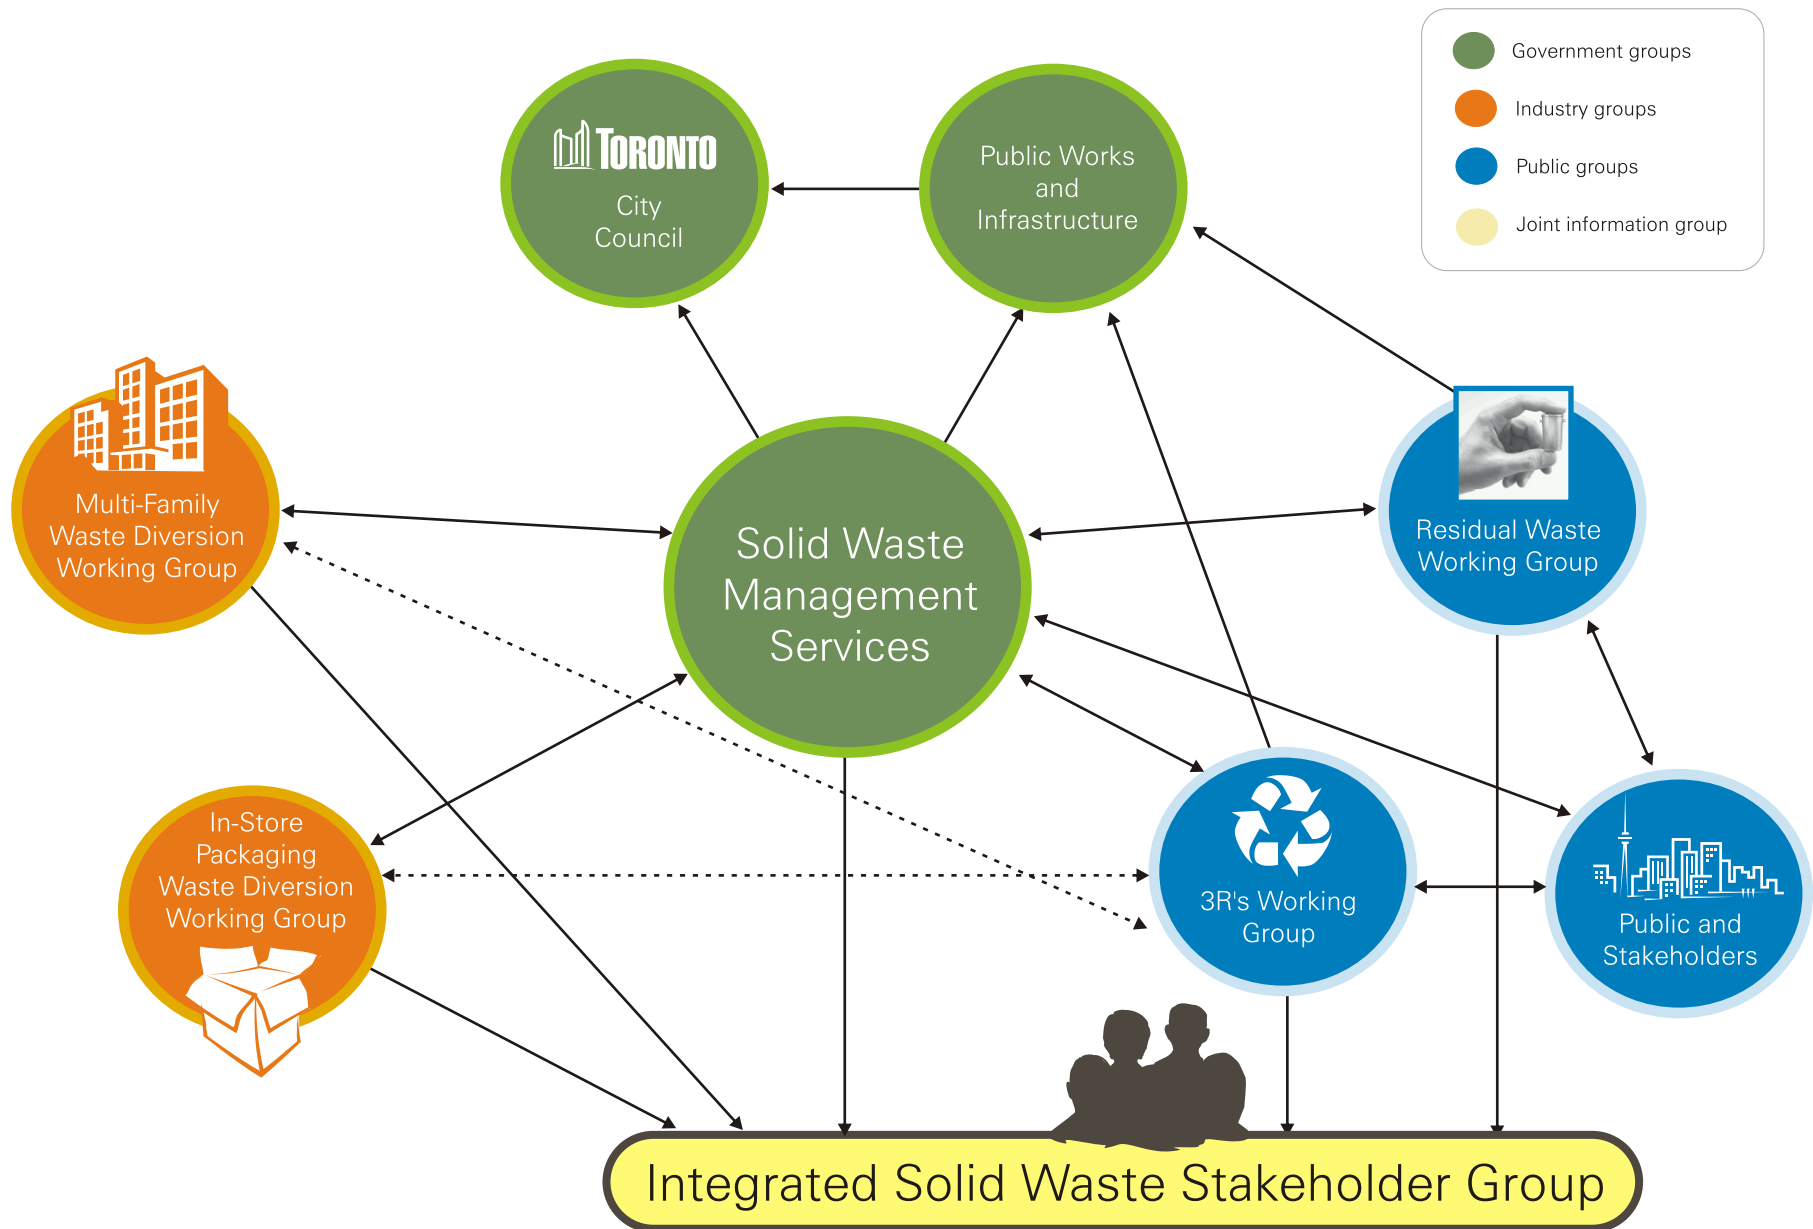 Government groups
Industry groups
Public groups
Joint information group
TORONTO
City
Council
Public Works
and
Infrastructure
Multi-Family
Waste Diversion
Working Group
Solid Waste
Management
Services
Residual Waste
Working Group
In-Store
Packaging
Waste Diversion
Working Group
3R's Working
Group
Public and
Stakeholders
Integrated Solid Waste Stakeholder Group